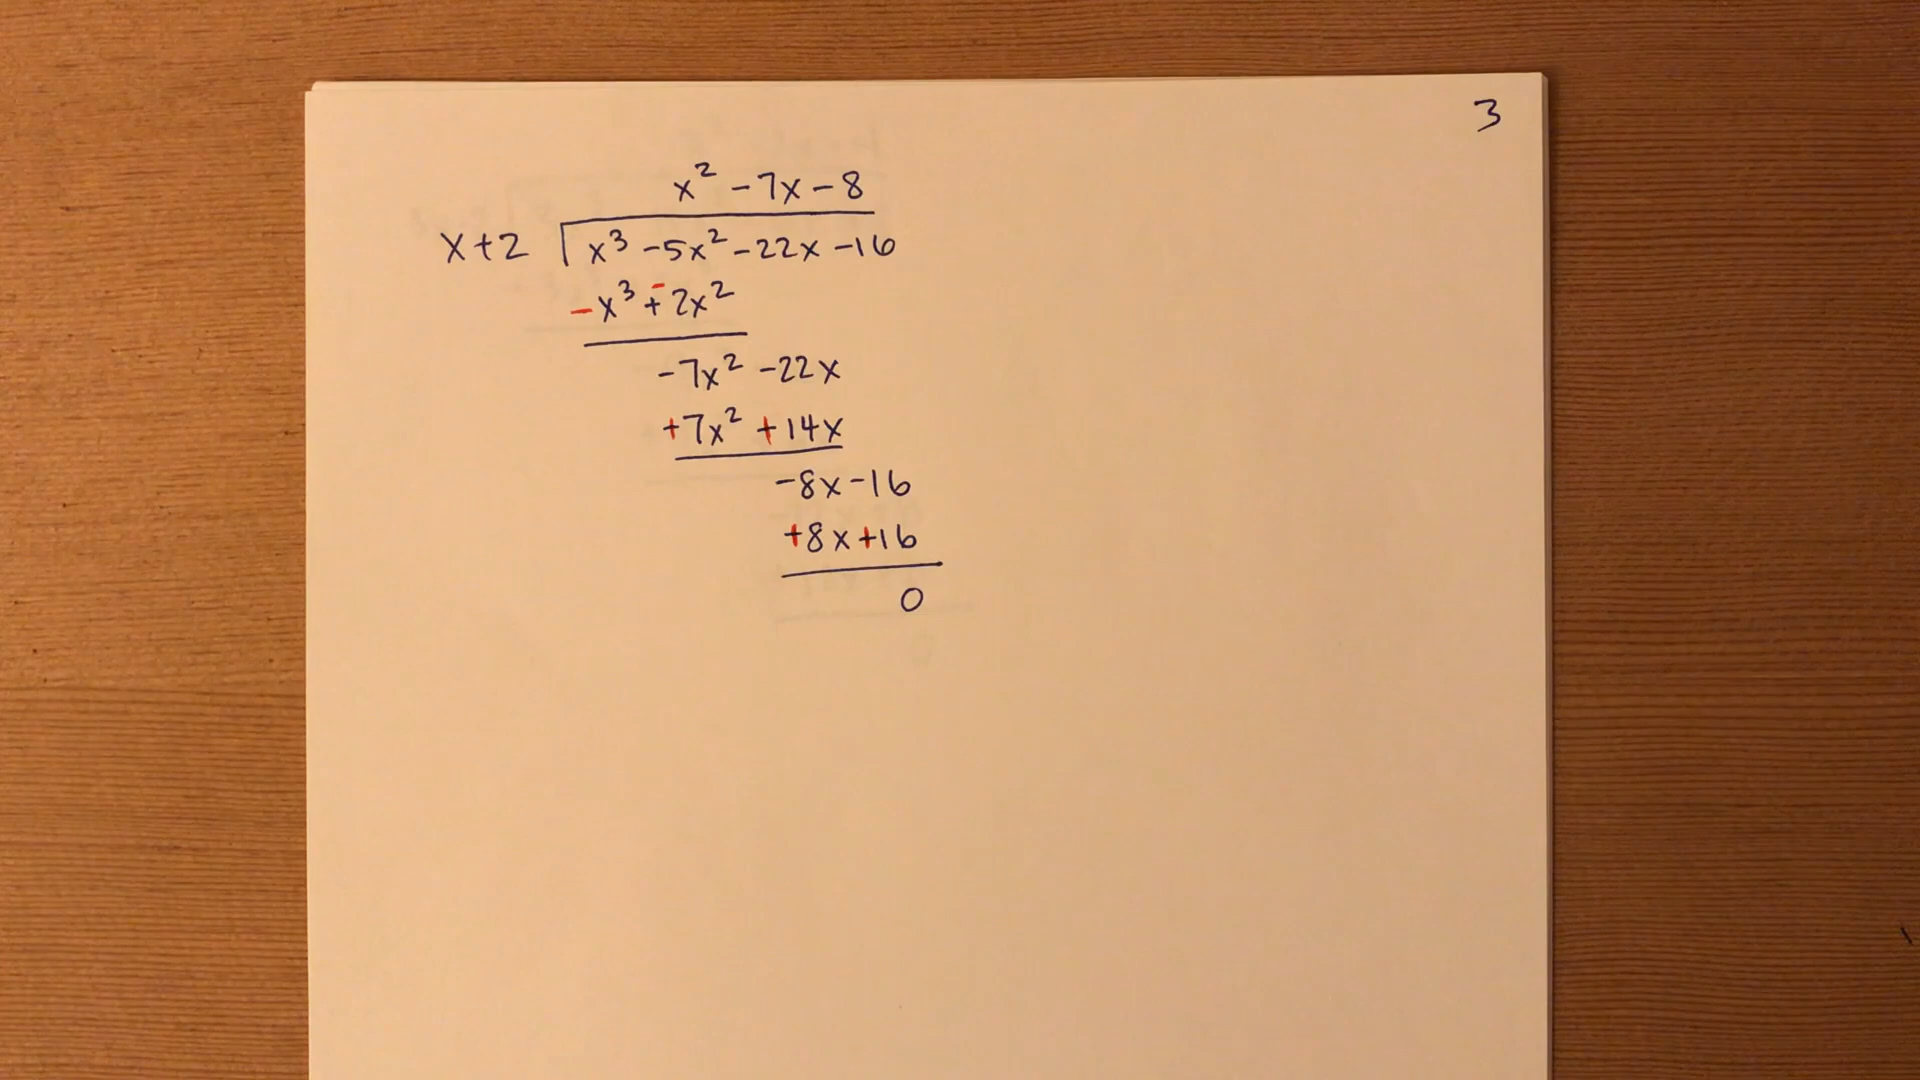 3
x² - 7x - 8
x+2 x³ - 5x² - 22x - 16
- x³ + - 2x²
- 7x² - 22x
+ 7x² + 14x
- 8x - 16
+ 8x + 16
0